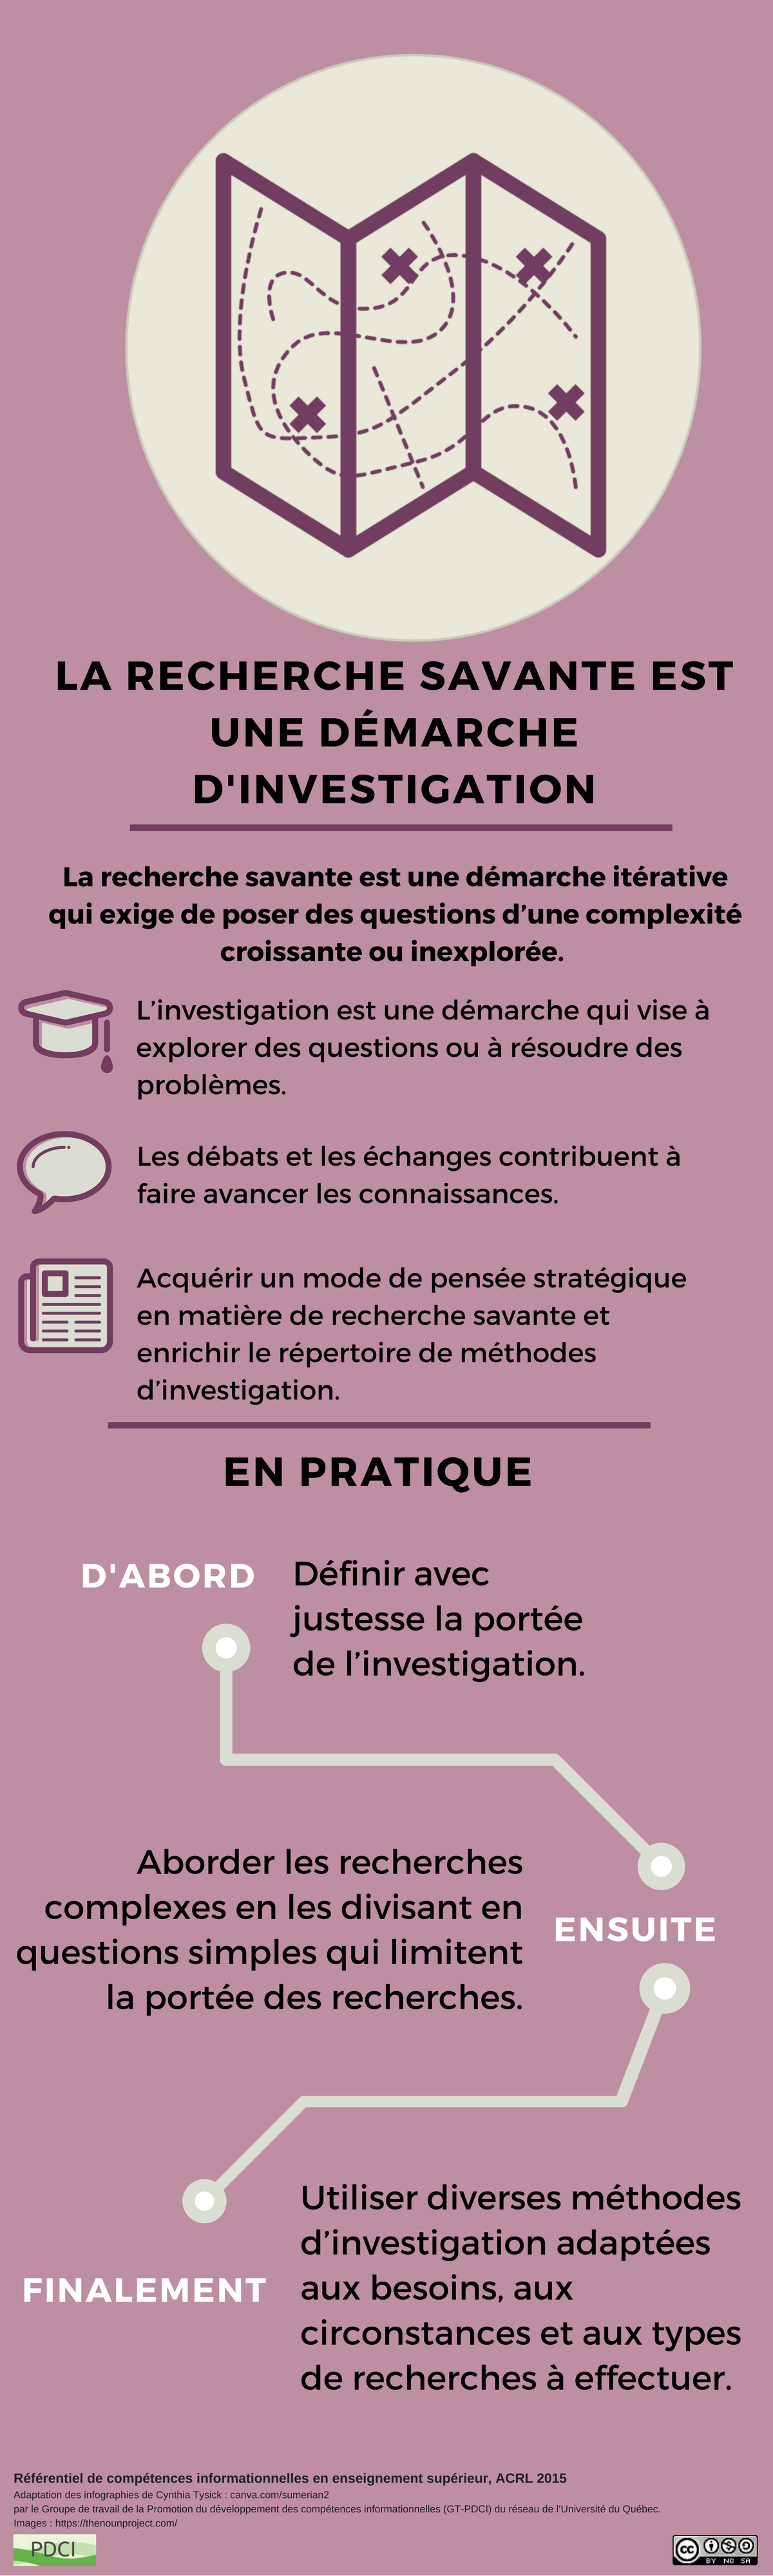 LA RECHERCHE SAVANTE EST
UNE DÉMARCHE
D'INVESTIGATION
La recherche savante est une démarche itérative
qui exige de poser des questions d’une complexité
croissante ou inexplorée.
L’investigation est une démarche qui vise à
explorer des questions ou à résoudre des
problèmes.
Les débats et les échanges contribuent à
faire avancer les connaissances.
Acquérir un mode de pensée stratégique
en matière de recherche savante et
enrichir le répertoire de méthodes
d’investigation.
EN PRATIQUE
D'ABORD
Définir avec
justesse la portée
de l’investigation.
Aborder les recherches
complexes en les divisant en
questions simples qui limitent
la portée des recherches.
ENSUITE
FINALEMENT
Utiliser diverses méthodes
d’investigation adaptées
aux besoins, aux
circonstances et aux types
de recherches à effectuer.
Référentiel de compétences informationnelles en enseignement supérieur, ACRL 2015
Adaptation des infographies de Cynthia Tysick : canva.com/sumerian2
par le Groupe de travail de la Promotion du développement des compétences informationnelles (GT-PDCI) du réseau de l’Université du Québec.
Images : https://thenounproject.com/
PDCI
cc BY NC SA